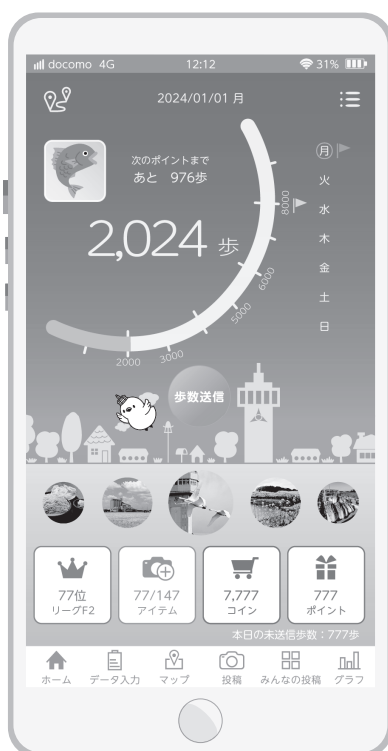 docomo 4G 12:12 31%
2024/01/01 月
次のポイントまで
あと 976歩
2,024 歩
2000
3000
5000
6000
8000
月
火
水
木
金
土
日
歩数送信
77位
リーグF2
77/147
アイテム
7,777
コイン
777
ポイント
本日の未送信歩数:777歩
ホーム データ入力 マップ 投稿 みんなの投稿 グラフ